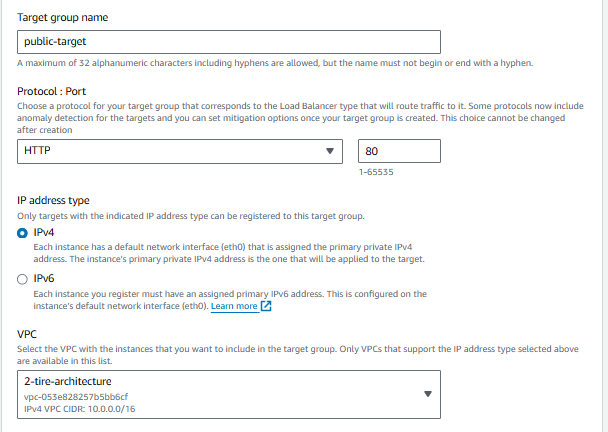 Target group name
public-target
A maximum of 32 alphanumeric characters including hyphens are allowed, but the name must not begin or end with a hyphen.
Protocol : Port
Choose a protocol for your target group that corresponds to the Load Balancer type that will route traffic to it. Some protocols now include
anomaly detection for the targets and you can set mitigation options once your target group is created. This choice cannot be changed
after creation
HTTP
80
1-65535
IP address type
Only targets with the indicated IP address type can be registered to this target group.
IPv4
Each instance has a default network interface (eth0) that is assigned the primary private IPv4
address. The instance's primary private IPv4 address is the one that will be applied to the target.
IPv6
Each instance you register must have an assigned primary IPv6 address. This is configured on the
instance's default network interface (eth0). Learn more
VPC
Select the VPC with the instances that you want to include in the target group. Only VPCs that support the IP address type selected above
are available in this list.
2-tire-architecture
vpc-053e828257b5bb6cf
IPv4 VPC CIDR: 10.0.0.0/16